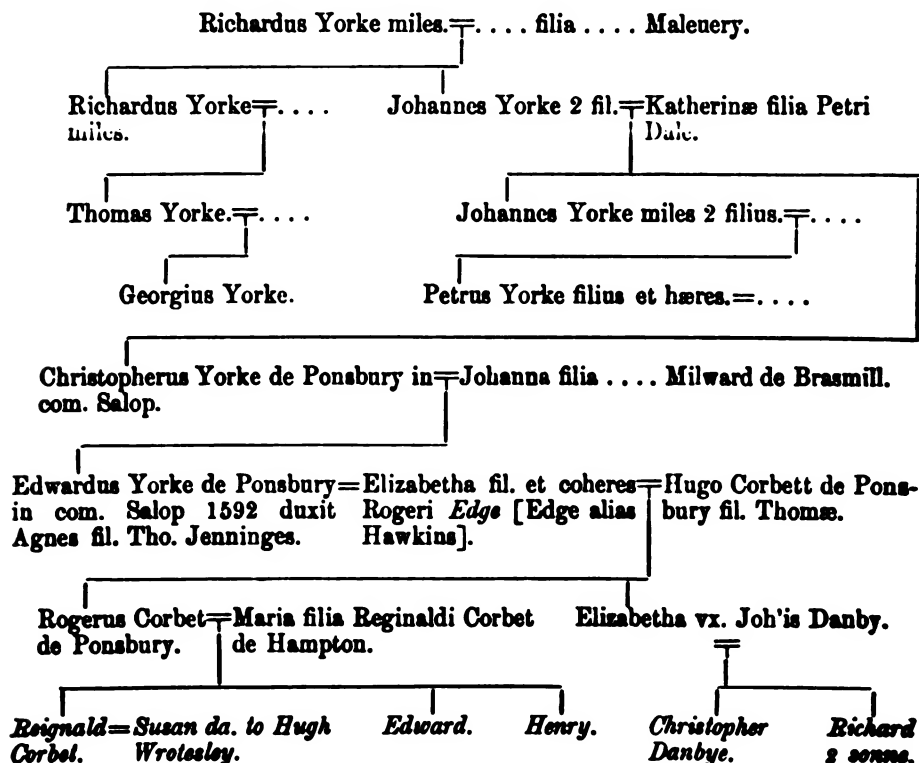 Richardus Yorke miles.=. . . . filia . . . . Maleuery.
Richardus Yorke=. . . . Johannes Yorke 2 fil.=Katherinæ filia Petri
miles. Dale.
Thomas Yorke.=. . . . Johannes Yorke miles 2 filius.=. . . .
Georgius Yorke. Petrus Yorke filius et hæres.=. . . .
Christopherus Yorke de Ponsbury in=Johanna filia . . . . Milward de Brasmill.
com. Salop.
Edwardus Yorke de Ponsbury=Elizabetha fil. et coheres=Hugo Corbett de Pons-
in com. Salop 1592 duxit Rogeri Edge [Edge alias bury fil. Thomæ.
Agnes fil. Tho. Jenninges. Hawkins].
Rogerus Corbet=Maria filia Reginaldi Corbet Elizabetha vx. Joh'is Danby.
de Ponsbury. de Hampton.
Reignald=Susan da. to Hugh Edward. Henry. Christopher Richard
Corbet. Wrotesley. Danbye. 2 sonne.